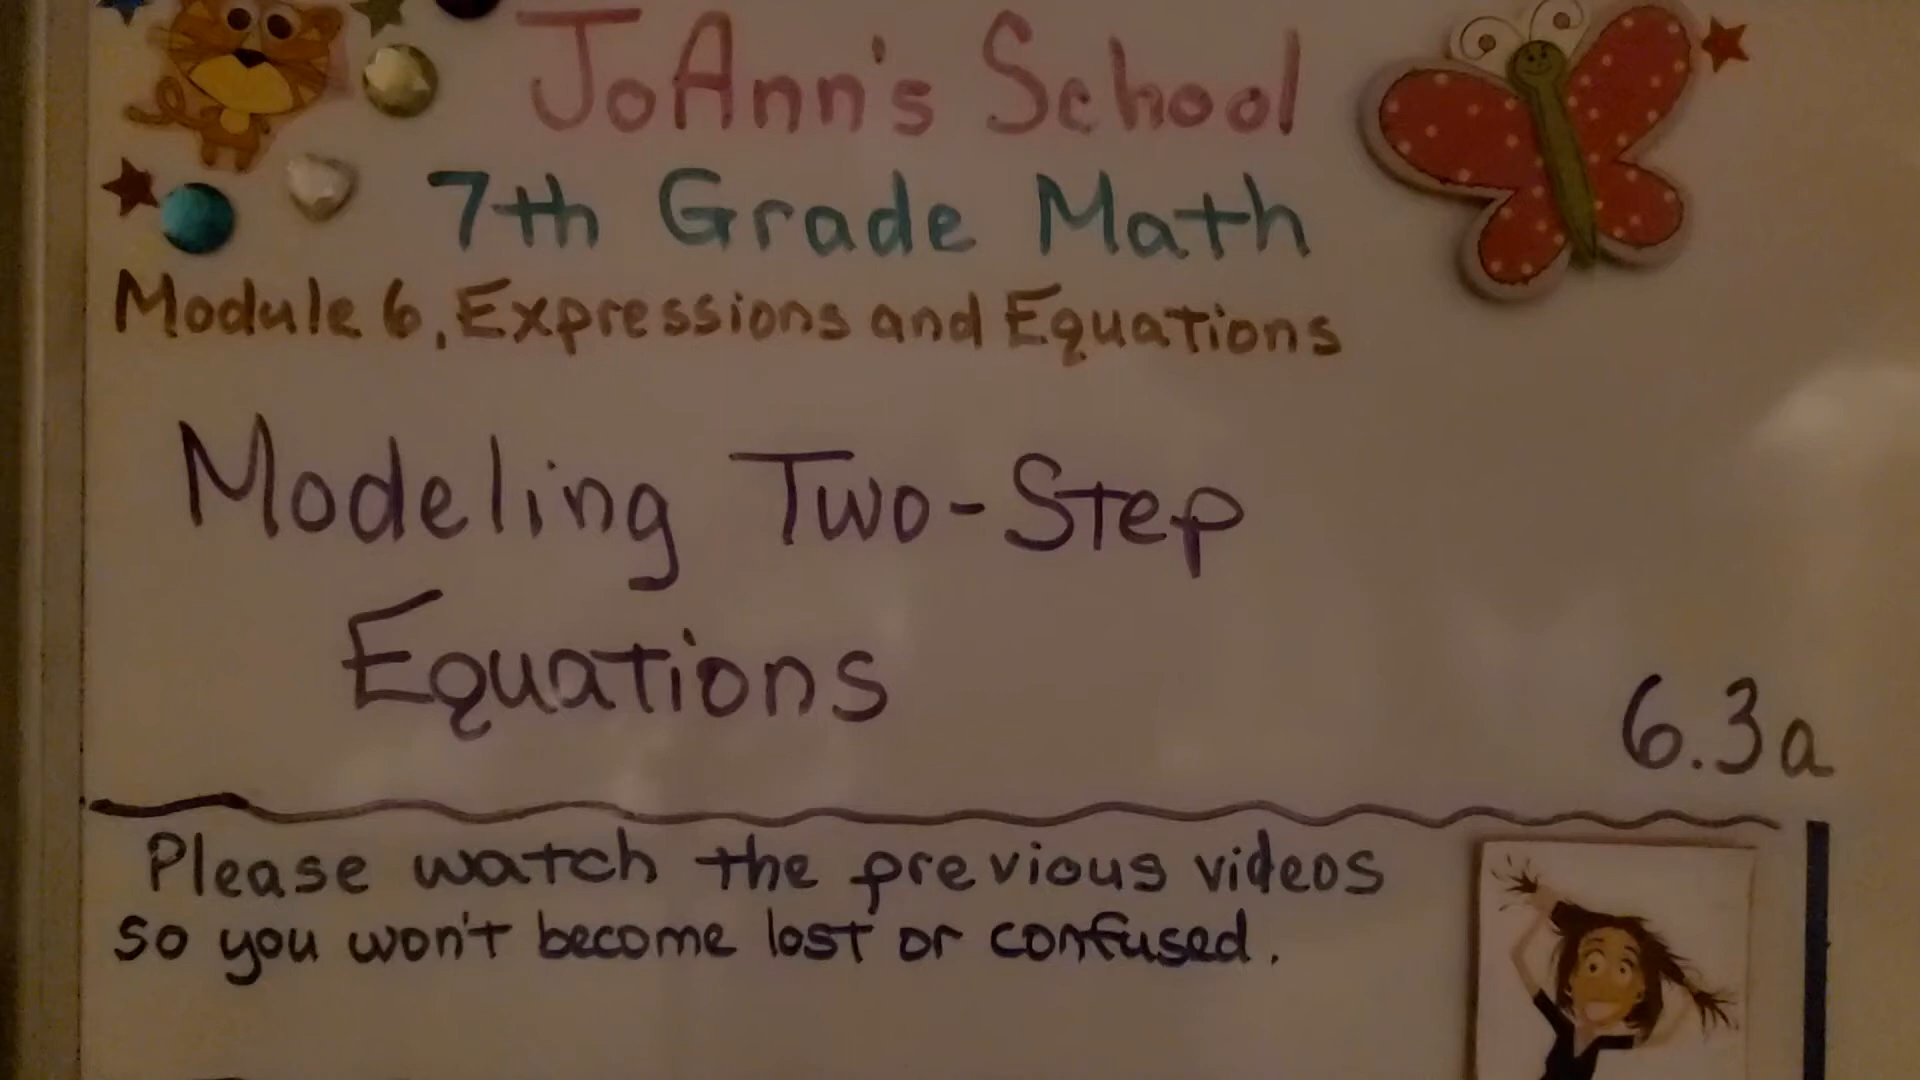 JoAnn's School
7th Grade Math
Module 6, Expressions and Equations
Modeling Two-Step
Equations
6.3a
Please watch the previous videos
so you won't become lost or confused.